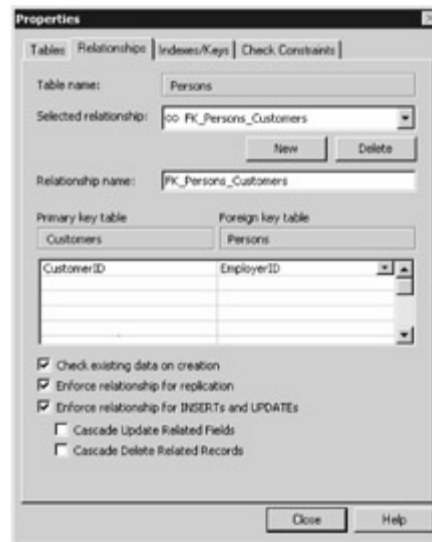 Properties
Tables Relationships Indexes/Keys Check Constraints
Table name: Persons
Selected relationship: FK_Persons_Customers
New Delete
Relationship name: FK_Persons_Customers
Primary key table Foreign key table
Customers Persons
CustomerID EmployerID
Check existing data on creation
Enforce relationship for replication
Enforce relationship for INSERTs and UPDATEs
Cascade Update Related Fields
Cascade Delete Related Records
Close Help